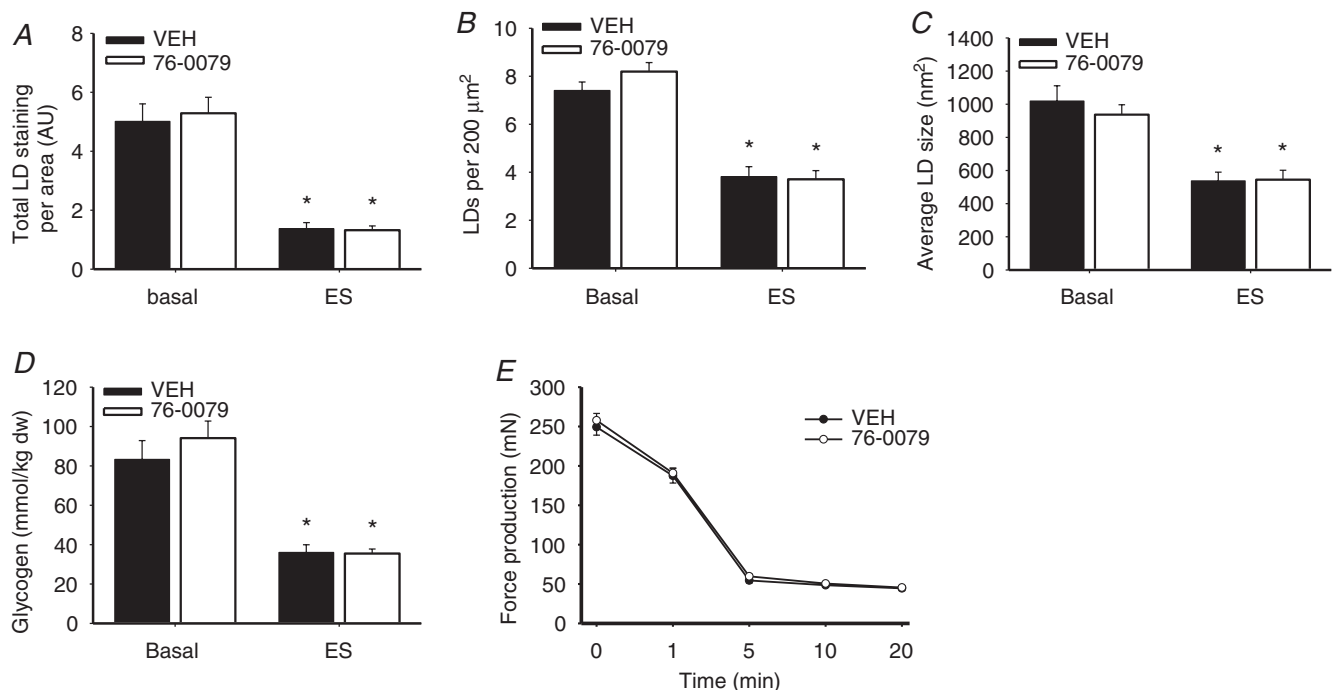 A
VEH
76-0079
Total LD staining
per area (AU)
6
5
4
2
0
basal
ES
*
*
B
VEH
76-0079
LDs per 200 μm²
10
8
6
4
2
0
Basal
ES
*
*
C
VEH
76-0079
Average LD size (nm²)
1400
1200
1000
800
600
400
200
0
Basal
ES
*
*
D
VEH
76-0079
Glycogen (mmol/kg dw)
120
100
80
60
40
20
0
Basal
ES
*
*
E
VEH
76-0079
Force production (mN)
300
250
200
150
100
50
0
0 1 5 10 20
Time (min)